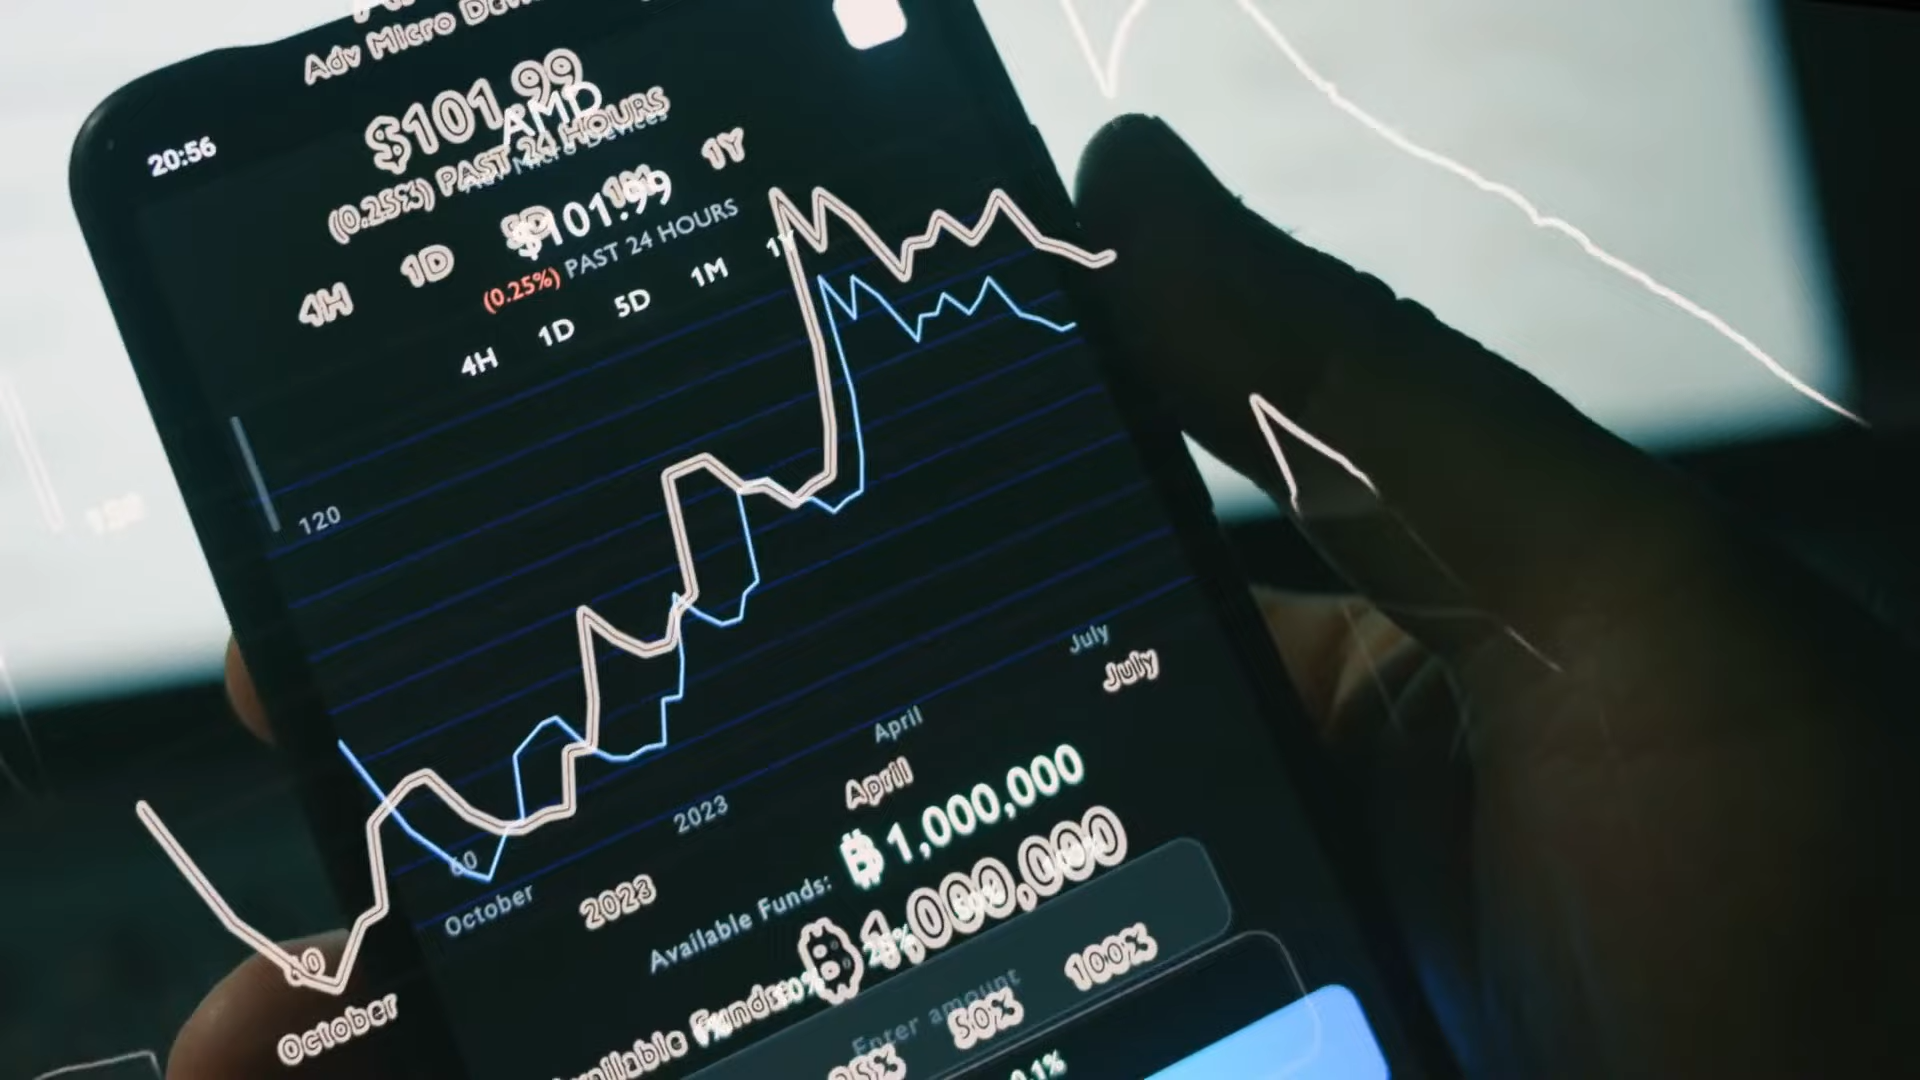 Adv Micro
20:56
$101.99
AMD
(0.25%) PAST 24 HOURS
Adv Micro Devices
4H 1D 5D 1M 1Y
$101.99
(0.25%) PAST 24 HOURS
4H 1D 5D 1M 1Y
120
July
July
April
April
2023
2023
60
October
October
Available Funds: ₿ 1,000,000
Available Funds: ₿ 1,000,000
Enter amount
25% 50% 100%